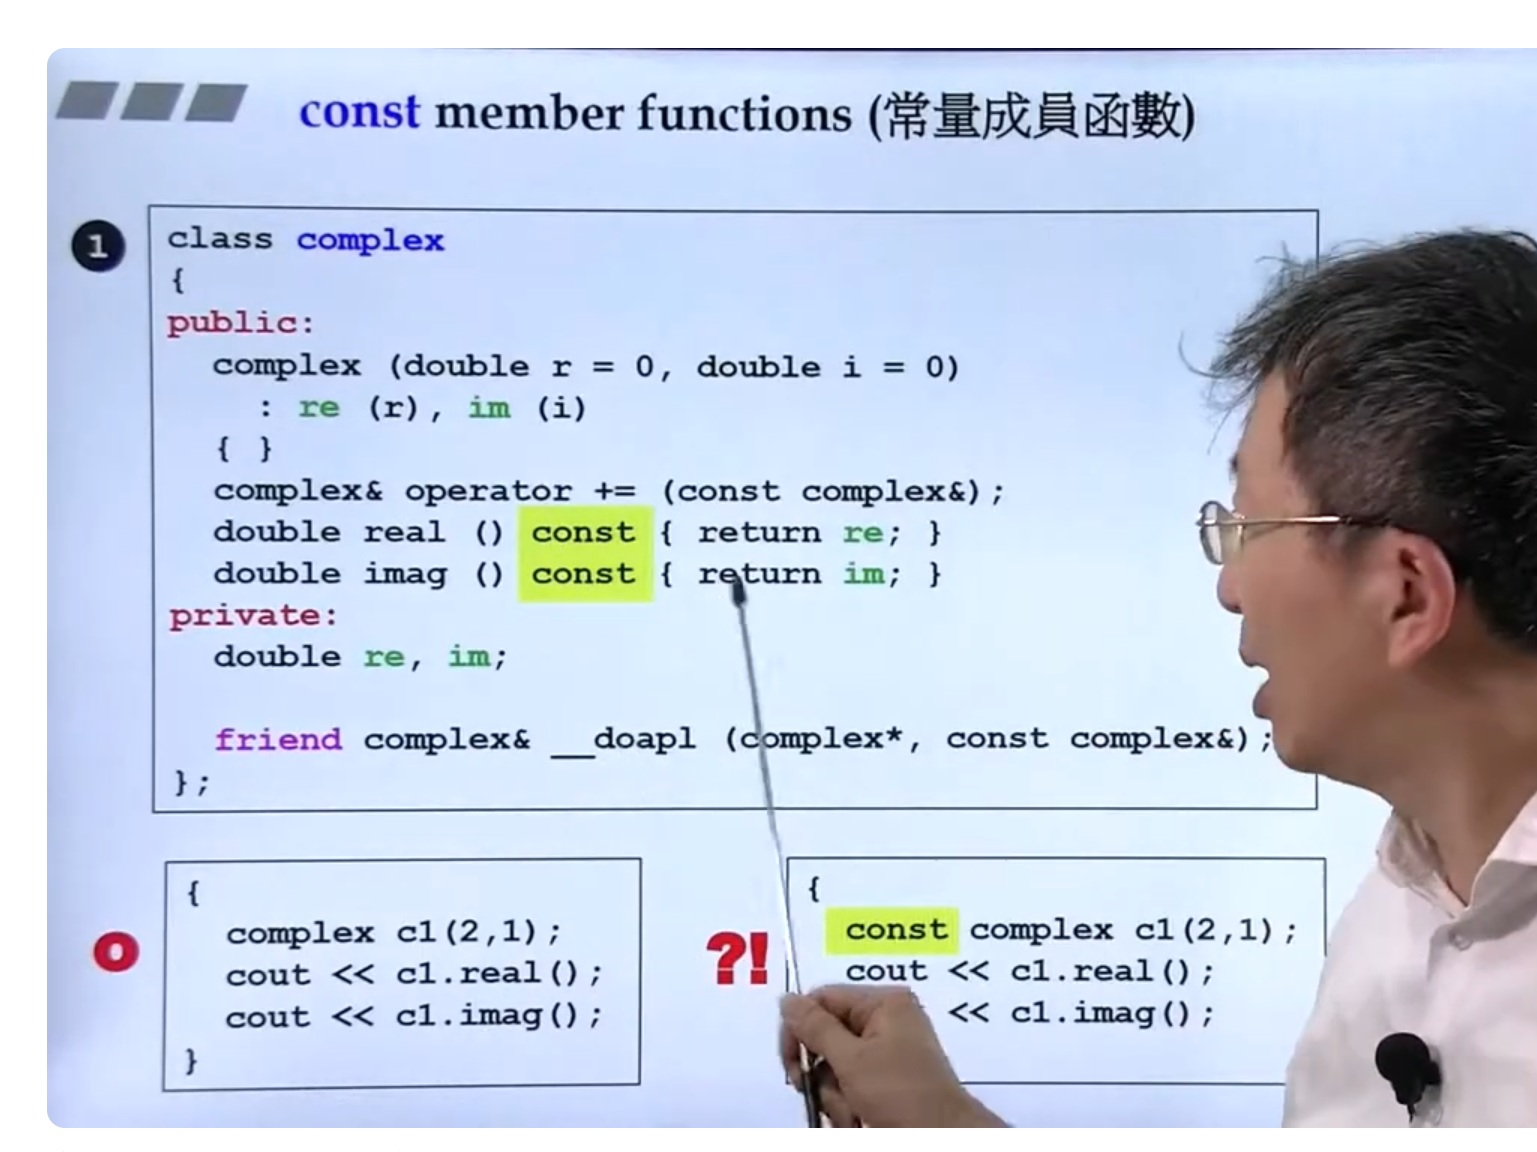 const member functions (常量成員函數)
1
class complex
{
public:
complex (double r = 0, double i = 0)
: re (r), im (i)
{ }
complex& operator += (const complex&);
double real () const { return re; }
double imag () const { return im; }
private:
double re, im;
friend complex& __doapl (complex*, const complex&);
};
O
{
complex c1(2,1);
cout << c1.real();
cout << c1.imag();
}
?!
{
const complex c1(2,1);
cout << c1.real();
<< c1.imag();